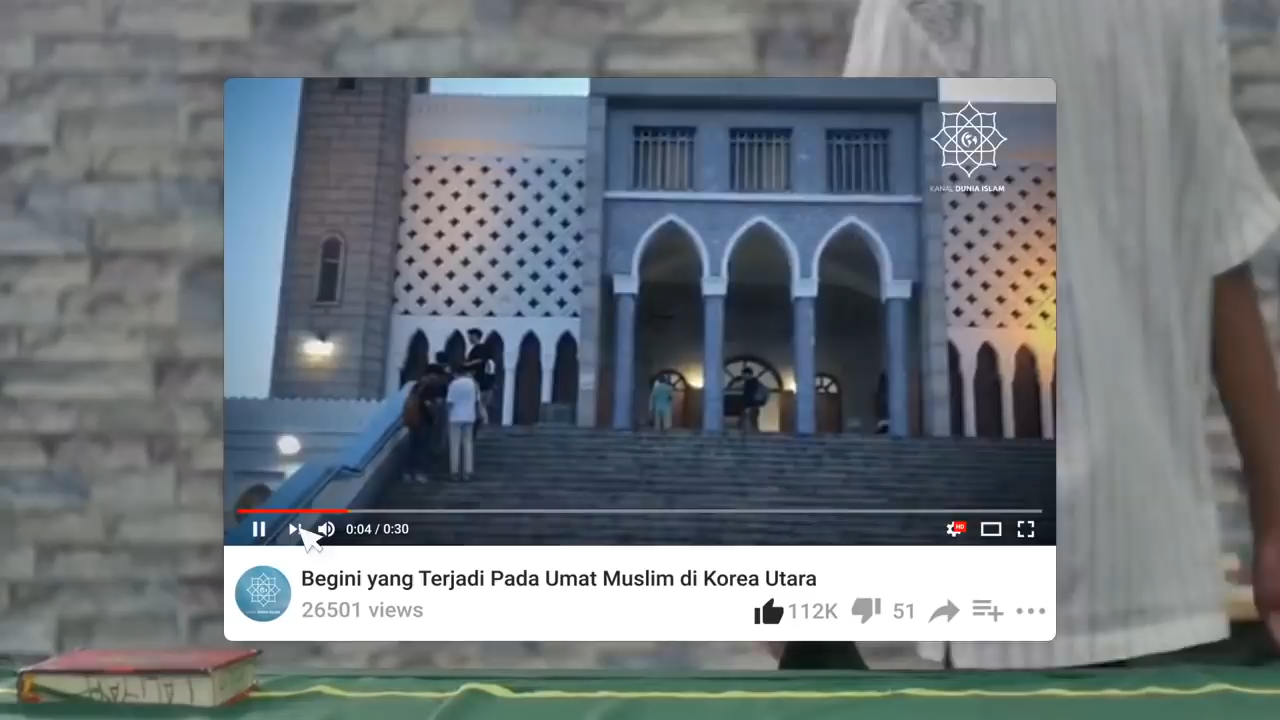 KANAL DUNIA ISLAM
HD
0:04 / 0:30
Begini yang Terjadi Pada Umat Muslim di Korea Utara
26501 views
112K
51